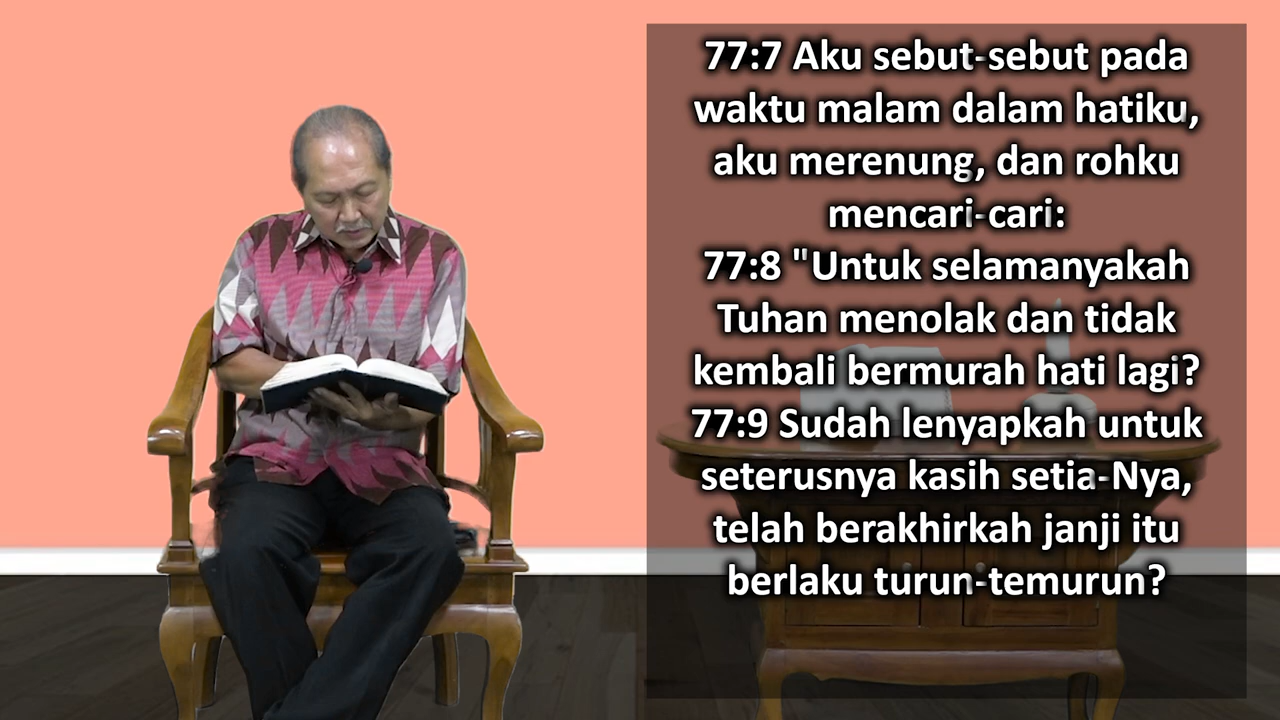 77:7 Aku sebut-sebut pada
waktu malam dalam hatiku,
aku merenung, dan rohku
mencari-cari:
77:8 "Untuk selamanyakah
Tuhan menolak dan tidak
kembali bermurah hati lagi?
77:9 Sudah lenyapkah untuk
seterusnya kasih setia-Nya,
telah berakhirkah janji itu
berlaku turun-temurun?